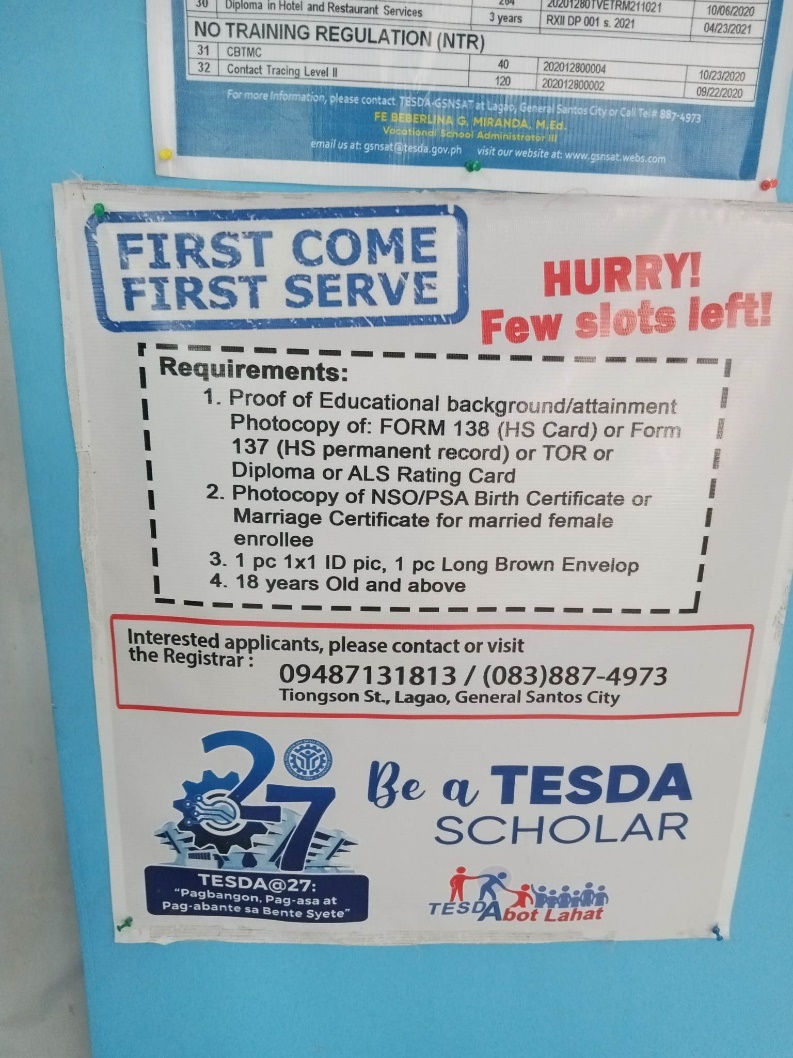 30 Diploma in Hotel and Restaurant Services 264 20201280TVETRM211021 10/06/2020
3 years RXII DP 001 s. 2021 04/23/2021
NO TRAINING REGULATION (NTR)
31 CBTMC 40 202012800004 10/23/2020
32 Contact Tracing Level II 120 202012800002 09/22/2020
For more Information, please contact TESDA-GSNSAT at Lagao, General Santos City or Call Tel# 887-4973
FE BEBERLINA G. MIRANDA, M.Ed.
Vocational School Administrator III
email us at: gsnsat@tesda.gov.ph visit our website at: www.gsnsat.webs.com
FIRST COME
FIRST SERVE
HURRY!
Few slots left!
Requirements:
1. Proof of Educational background/attainment
Photocopy of: FORM 138 (HS Card) or Form
137 (HS permanent record) or TOR or
Diploma or ALS Rating Card
2. Photocopy of NSO/PSA Birth Certificate or
Marriage Certificate for married female
enrollee
3. 1 pc 1x1 ID pic, 1 pc Long Brown Envelop
4. 18 years Old and above
Interested applicants, please contact or visit
the Registrar :
09487131813 / (083)887-4973
Tiongson St., Lagao, General Santos City
27
TESDA@27:
"Pagbangon, Pag-asa at
Pag-abante sa Bente Syete"
Be a TESDA
SCHOLAR
TESDAbot Lahat